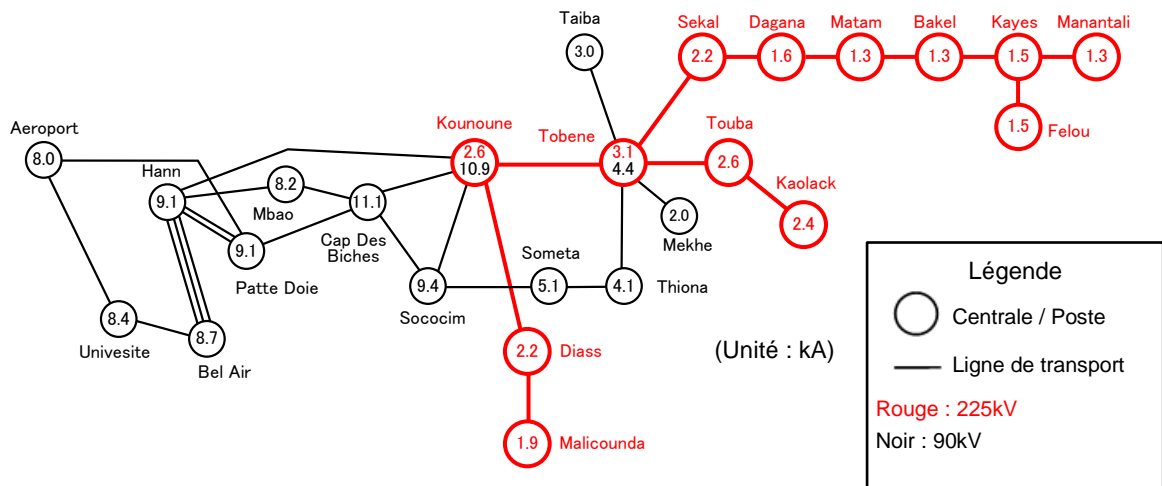 Taiba
3.0
Sekal
2.2
Dagana
1.6
Matam
1.3
Bakel
1.3
Kayes
1.5
Manantali
1.3
1.5
Felou
Aeroport
8.0
Hann
9.1
Mbao
8.2
Kounoune
2.6
10.9
Tobene
3.1
4.4
Touba
2.6
Kaolack
2.4
Cap Des
Biches
11.1
Patte Doie
9.1
Mekhe
2.0
Someta
5.1
4.1
Thiona
Sococim
9.4
Univesite
8.4
Bel Air
8.7
2.2
Diass
1.9
Malicounda
(Unité : kA)
Légende
Centrale / Poste
Ligne de transport
Rouge : 225kV
Noir : 90kV